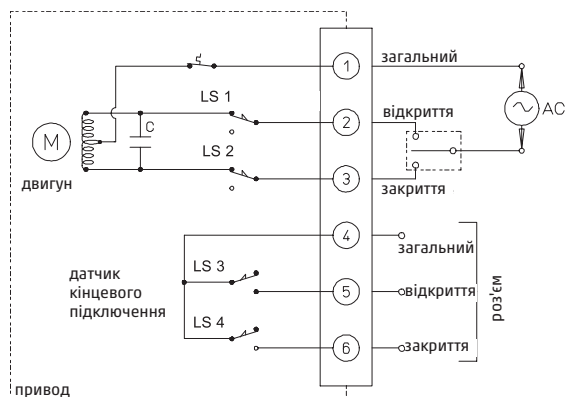 1
загальний
LS 1
2
відкриття
AC
C
M
LS 2
двигун
3
закриття
4
загальний
датчик
кінцевого
підключення
LS 3
5
відкриття
роз'єм
LS 4
6
закриття
привод